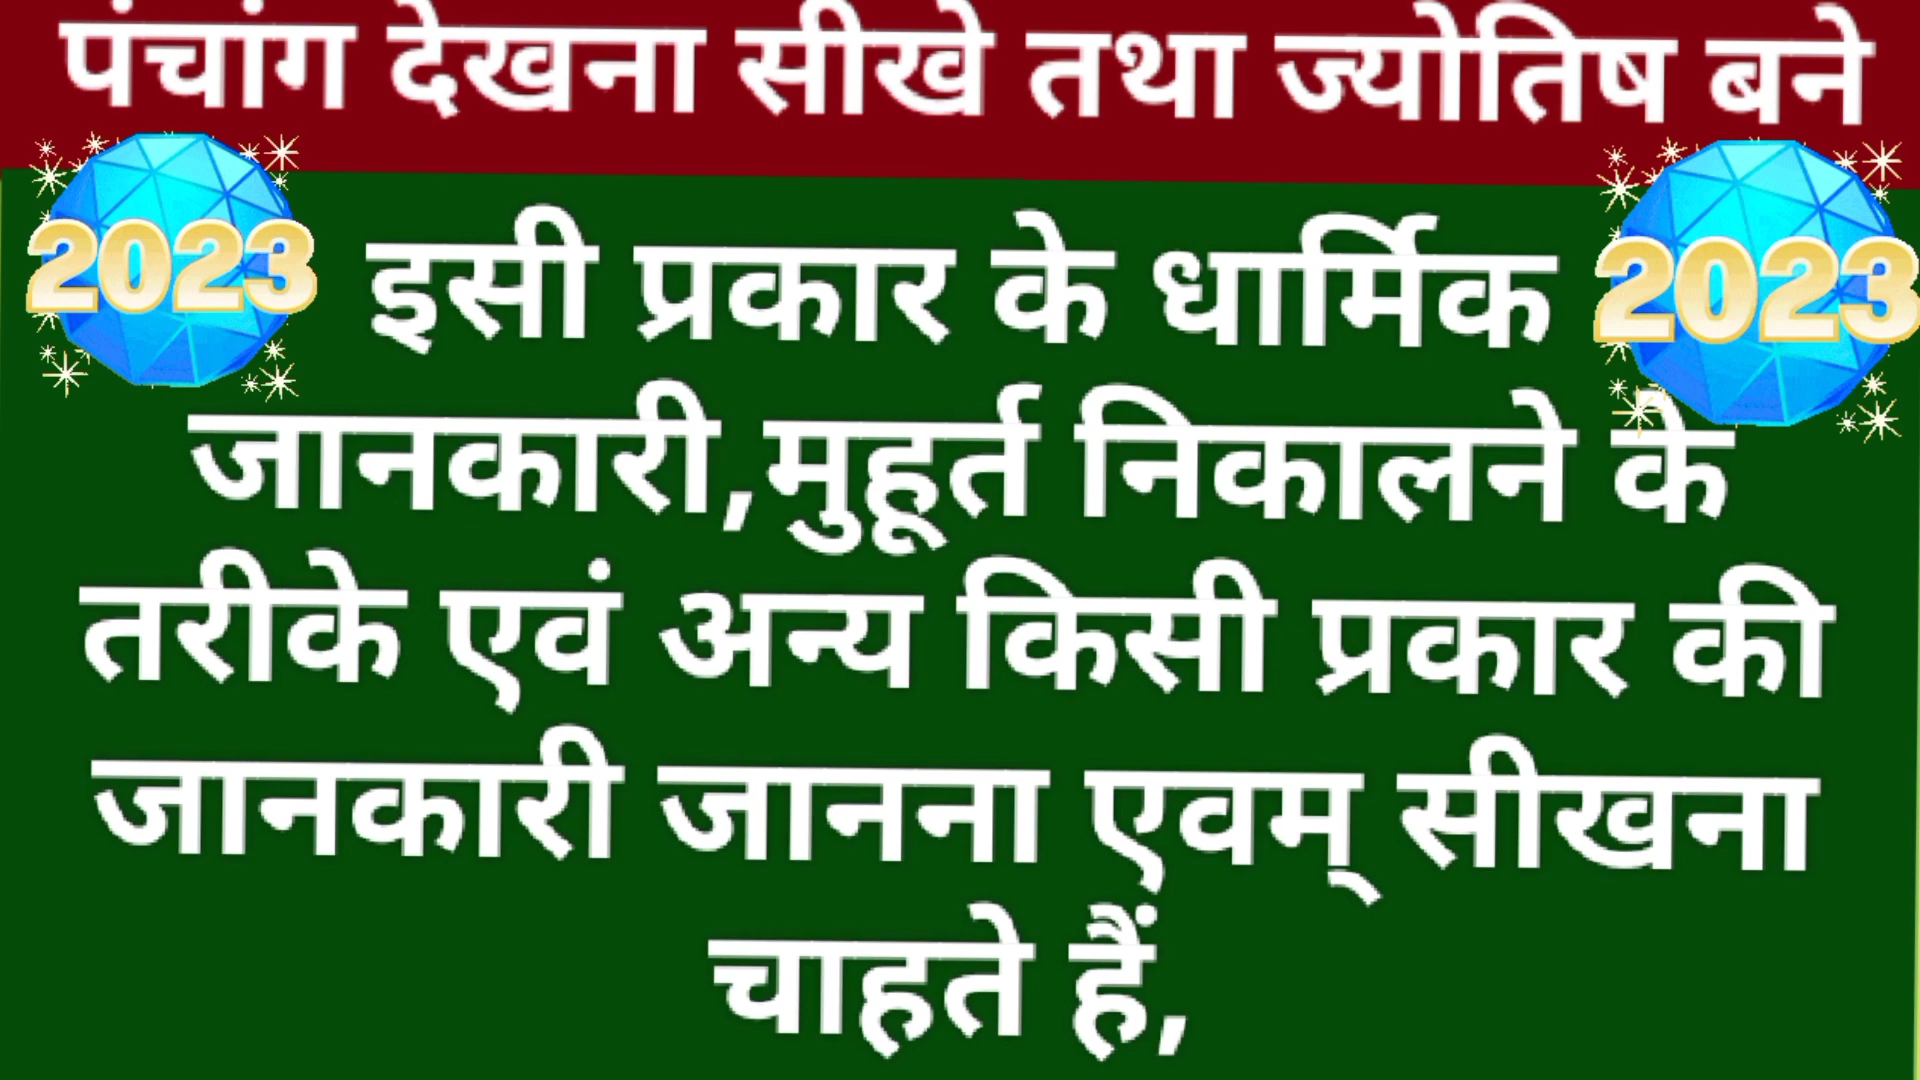 पंचांग देखना सीखे तथा ज्योतिष बने
2023
2023
इसी प्रकार के धार्मिक
जानकारी,मुहूर्त निकालने के
तरीके एवं अन्य किसी प्रकार की
जानकारी जानना एवम् सीखना
चाहते हैं,